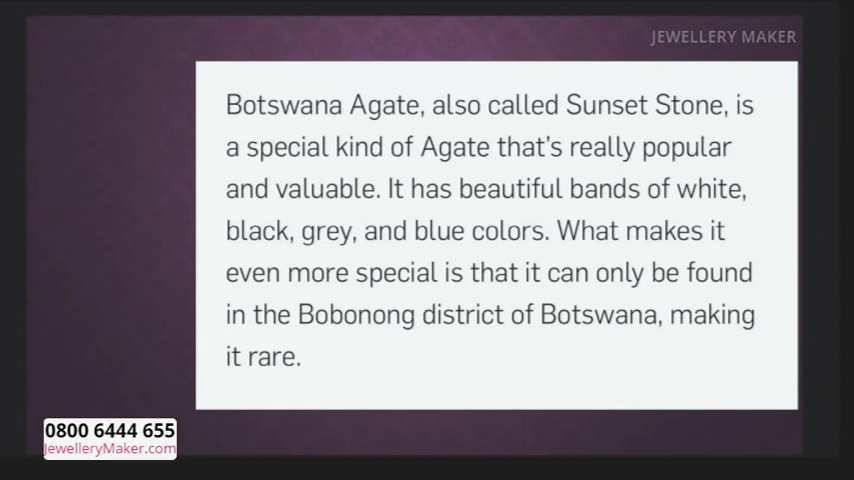 JEWELLERY MAKER
Botswana Agate, also called Sunset Stone, is
a special kind of Agate that's really popular
and valuable. It has beautiful bands of white,
black, grey, and blue colors. What makes it
even more special is that it can only be found
in the Bobonong district of Botswana, making
it rare.
0800 6444 655
JewelleryMaker.com